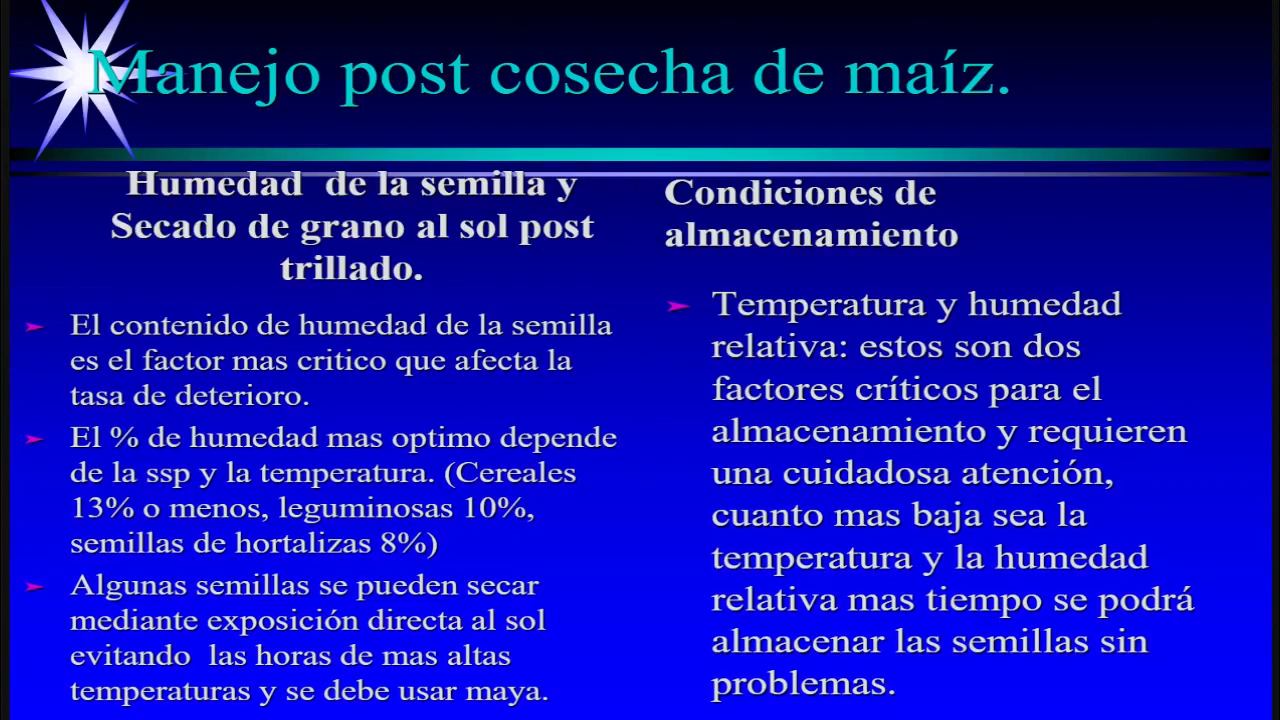 Manejo post cosecha de maíz.
Humedad de la semilla y
Secado de grano al sol post
trillado.
El contenido de humedad de la semilla
es el factor mas critico que afecta la
tasa de deterioro.
El % de humedad mas optimo depende
de la ssp y la temperatura. (Cereales
13% o menos, leguminosas 10%,
semillas de hortalizas 8%)
Algunas semillas se pueden secar
mediante exposición directa al sol
evitando las horas de mas altas
temperaturas y se debe usar maya.
Condiciones de
almacenamiento
Temperatura y humedad
relativa: estos son dos
factores críticos para el
almacenamiento y requieren
una cuidadosa atención,
cuanto mas baja sea la
temperatura y la humedad
relativa mas tiempo se podrá
almacenar las semillas sin
problemas.